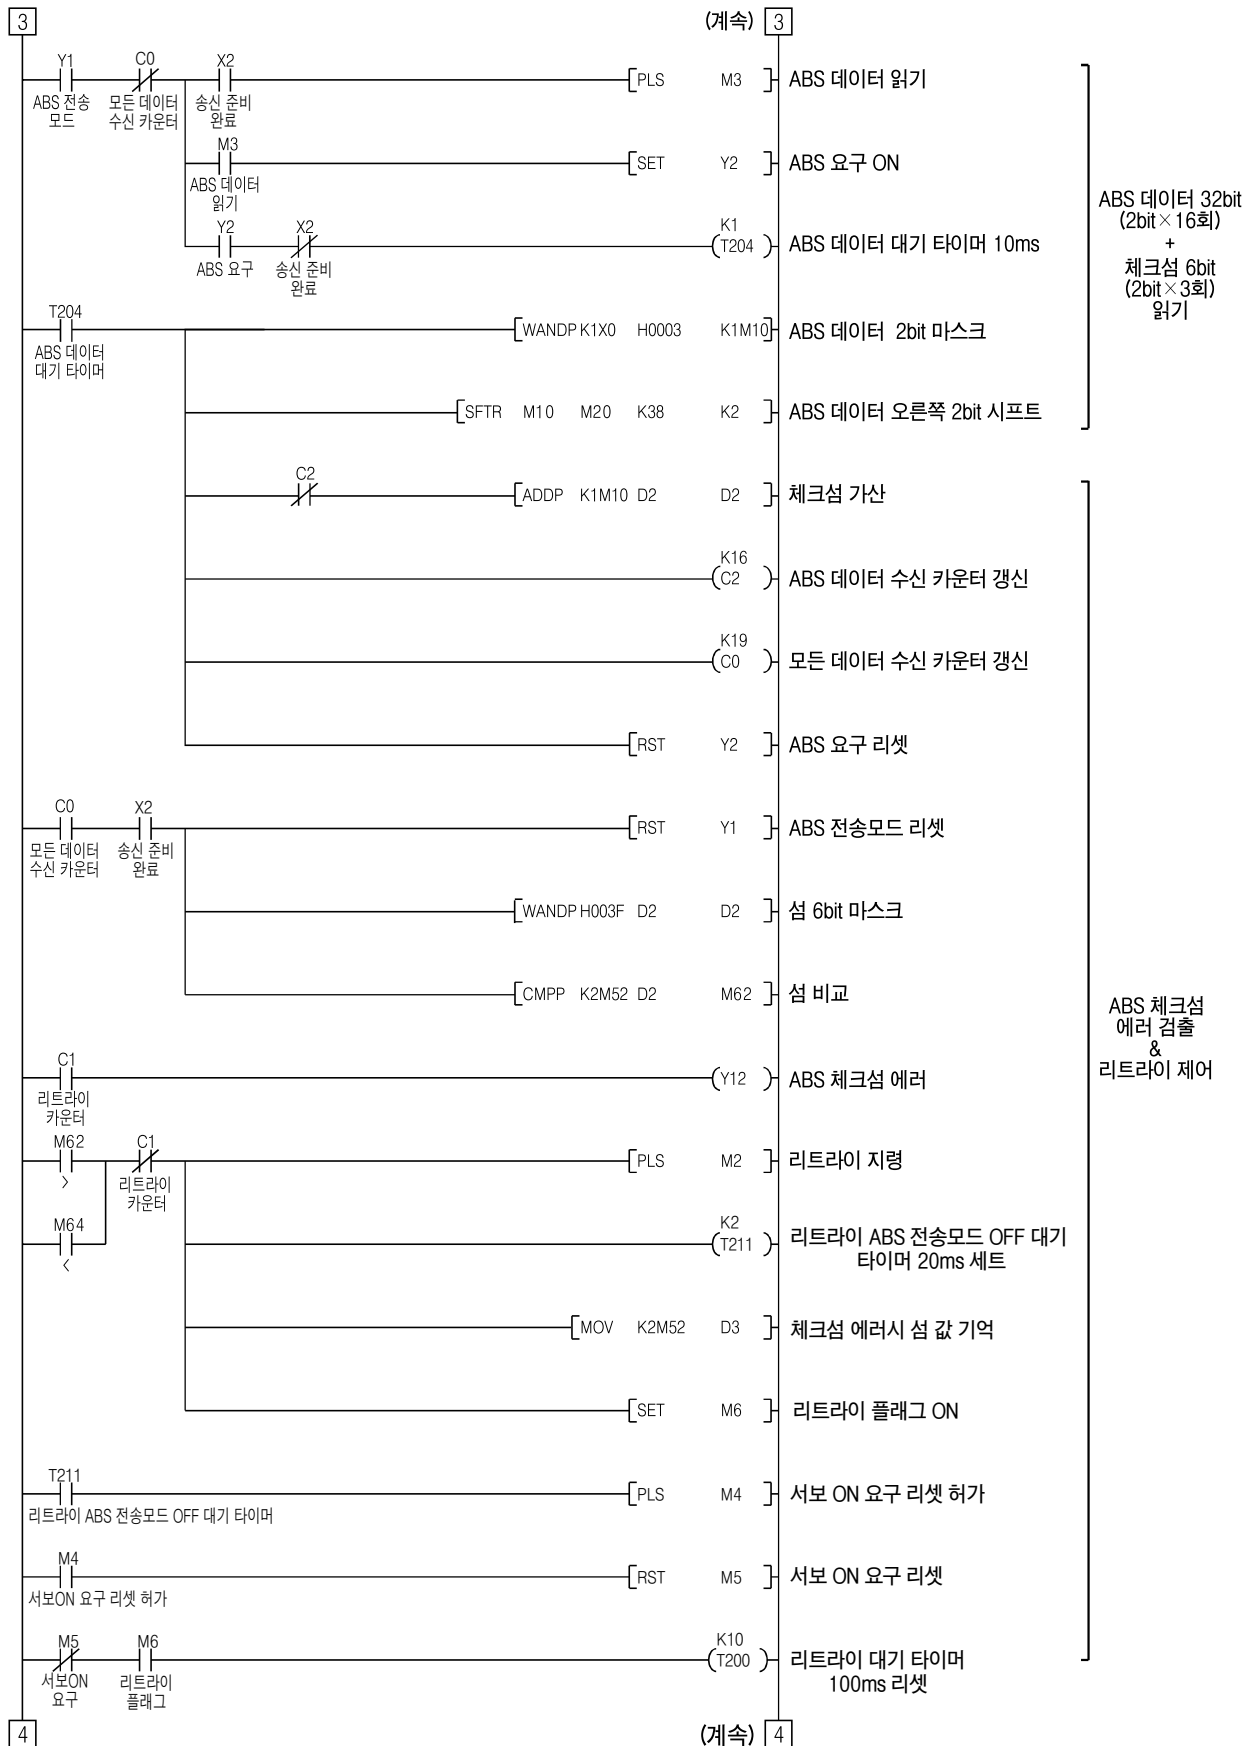 3 (계속) 3
Y1 C0 X2
PLS M3 ABS 데이터 읽기
ABS 전송 모든 데이터 송신 준비
모드 수신 카운터 완료
M3
SET Y2 ABS 요구 ON
ABS 데이터
읽기
ABS 데이터 32bit
(2bit×16회)
+
체크섬 6bit
(2bit×3회)
읽기
Y2 X2 K1
T204 ABS 데이터 대기 타이머 10ms
ABS 요구 송신 준비
완료
T204
WANDP K1X0 H0003 K1M10 ABS 데이터 2bit 마스크
ABS 데이터
대기 타이머
SFTR M10 M20 K38 K2 ABS 데이터 오른쪽 2bit 시프트
C2
ADDP K1M10 D2 D2 체크섬 가산
K16
C2 ABS 데이터 수신 카운터 갱신
K19
C0 모든 데이터 수신 카운터 갱신
RST Y2 ABS 요구 리셋
C0 X2
RST Y1 ABS 전송모드 리셋
모든 데이터 송신 준비
수신 카운터 완료
WANDP H003F D2 D2 섬 6bit 마스크
CMPP K2M52 D2 M62 섬 비교
ABS 체크섬
에러 검출
&
리트라이 제어
C1
Y12 ABS 체크섬 에러
리트라이
카운터
M62 C1
PLS M2 리트라이 지령
> 리트라이
카운터
M64 K2
T211 리트라이 ABS 전송모드 OFF 대기
타이머 20ms 세트
<
MOV K2M52 D3 체크섬 에러시 섬 값 기억
SET M6 리트라이 플래그 ON
T211
PLS M4 서보 ON 요구 리셋 허가
리트라이 ABS 전송모드 OFF 대기 타이머
M4
RST M5 서보 ON 요구 리셋
서보ON 요구 리셋 허가
M5 M6 K10
T200 리트라이 대기 타이머
100ms 리셋
서보ON 리트라이
요구 플래그
4 (계속) 4